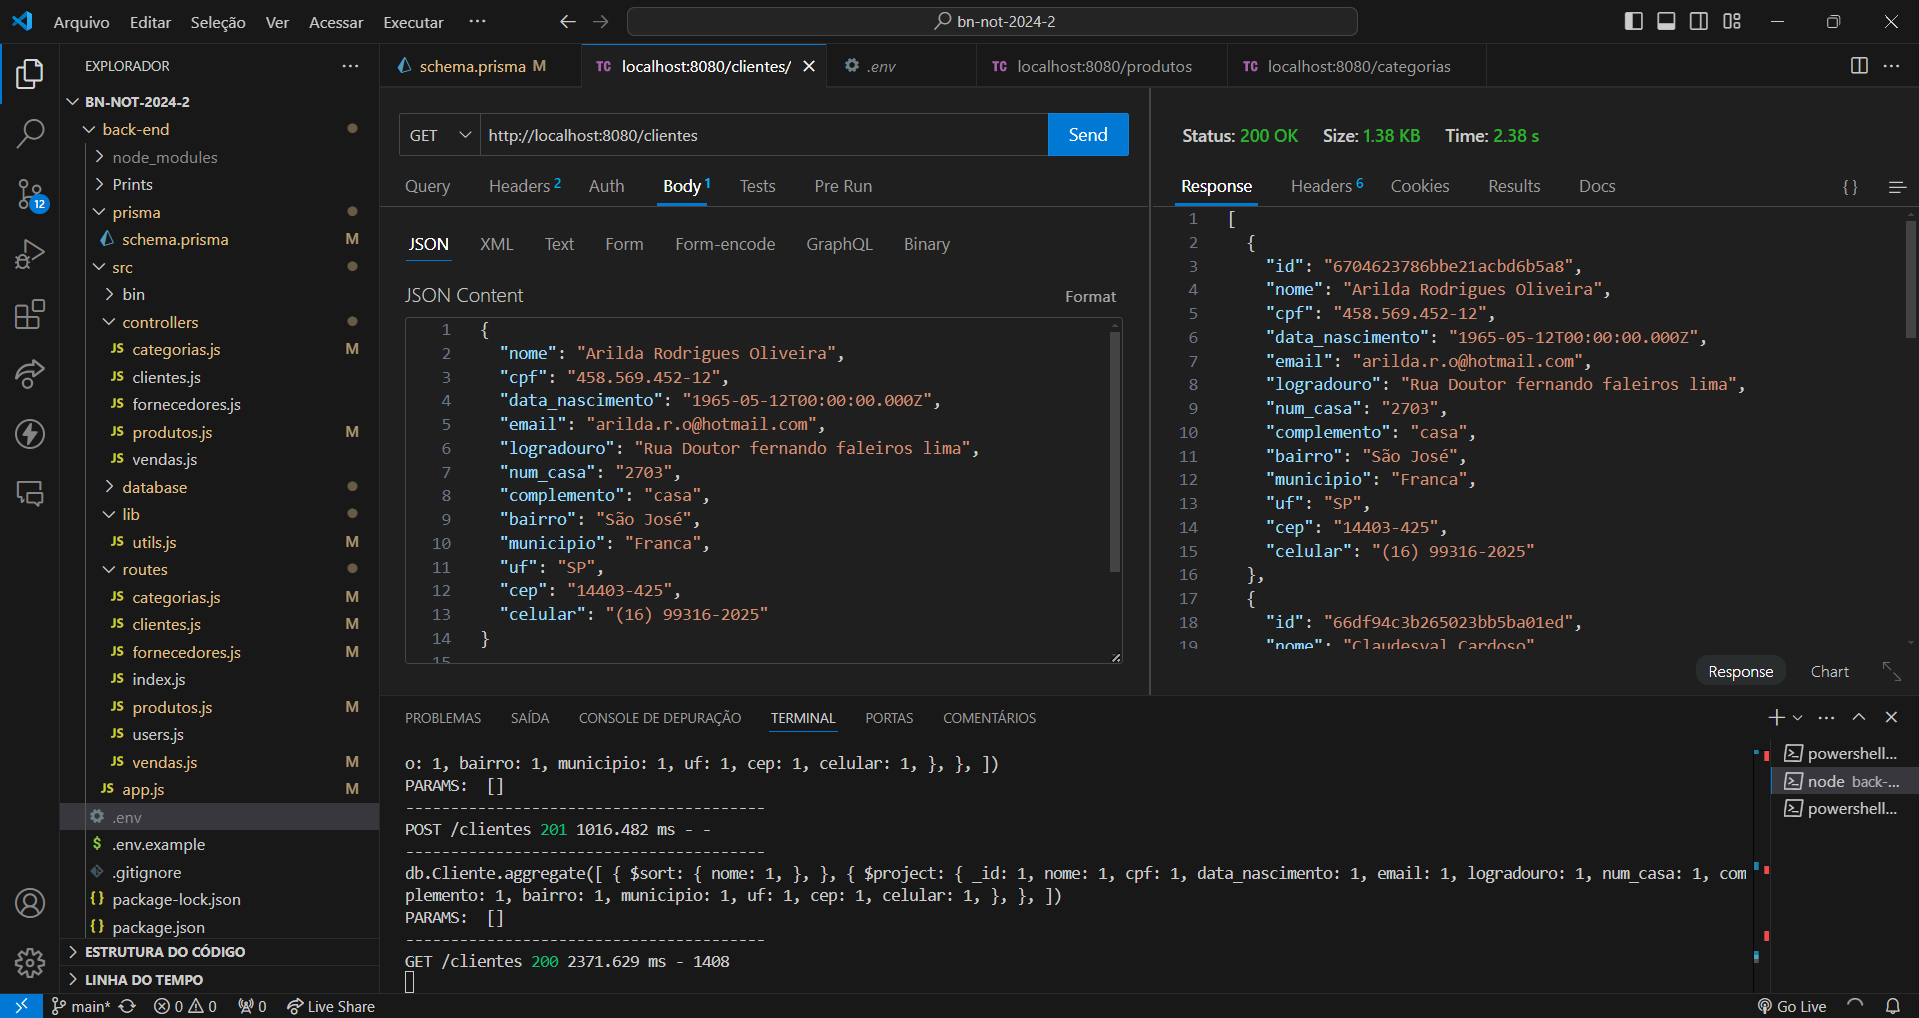 Arquivo Editar Seleção Ver Acessar Executar ··· bn-not-2024-2
EXPLORADOR ···
BN-NOT-2024-2
back-end
node_modules
Prints
prisma
schema.prisma M
src
bin
controllers
JS categorias.js M
JS clientes.js
JS fornecedores.js
JS produtos.js M
JS vendas.js
database
lib
JS utils.js M
routes
JS categorias.js M
JS clientes.js M
JS fornecedores.js M
JS index.js
JS produtos.js M
JS users.js
JS vendas.js M
JS app.js M
.env
$ .env.example
.gitignore
{} package-lock.json
{} package.json
ESTRUTURA DO CÓDIGO
LINHA DO TEMPO
12
schema.prisma M TC localhost:8080/clientes/ .env TC localhost:8080/produtos TC localhost:8080/categorias
GET http://localhost:8080/clientes Send
Query Headers 2 Auth Body 1 Tests Pre Run
JSON XML Text Form Form-encode GraphQL Binary
JSON Content Format
1 {
2 "nome": "Arilda Rodrigues Oliveira",
3 "cpf": "458.569.452-12",
4 "data_nascimento": "1965-05-12T00:00:00.000Z",
5 "email": "arilda.r.o@hotmail.com",
6 "logradouro": "Rua Doutor fernando faleiros lima",
7 "num_casa": "2703",
8 "complemento": "casa",
9 "bairro": "São José",
10 "municipio": "Franca",
11 "uf": "SP",
12 "cep": "14403-425",
13 "celular": "(16) 99316-2025"
14 }
15
Status: 200 OK Size: 1.38 KB Time: 2.38 s
Response Headers 6 Cookies Results Docs {}
1 [
2 {
3 "id": "6704623786bbe21acbd6b5a8",
4 "nome": "Arilda Rodrigues Oliveira",
5 "cpf": "458.569.452-12",
6 "data_nascimento": "1965-05-12T00:00:00.000Z",
7 "email": "arilda.r.o@hotmail.com",
8 "logradouro": "Rua Doutor fernando faleiros lima",
9 "num_casa": "2703",
10 "complemento": "casa",
11 "bairro": "São José",
12 "municipio": "Franca",
13 "uf": "SP",
14 "cep": "14403-425",
15 "celular": "(16) 99316-2025"
16 },
17 {
18 "id": "66df94c3b265023bb5ba01ed",
19 "nome": "Claudesval Cardoso"
Response Chart
PROBLEMAS SAÍDA CONSOLE DE DEPURAÇÃO TERMINAL PORTAS COMENTÁRIOS
o: 1, bairro: 1, municipio: 1, uf: 1, cep: 1, celular: 1, }, }, ])
PARAMS: []
----------------------------------------
POST /clientes 201 1016.482 ms - -
----------------------------------------
db.Cliente.aggregate([ { $sort: { nome: 1, }, }, { $project: { _id: 1, nome: 1, cpf: 1, data_nascimento: 1, email: 1, logradouro: 1, num_casa: 1, com
plemento: 1, bairro: 1, municipio: 1, uf: 1, cep: 1, celular: 1, }, }, ])
PARAMS: []
----------------------------------------
GET /clientes 200 2371.629 ms - 1408
powershell...
node back-...
powershell...
main* 0 0 0 Live Share Go Live